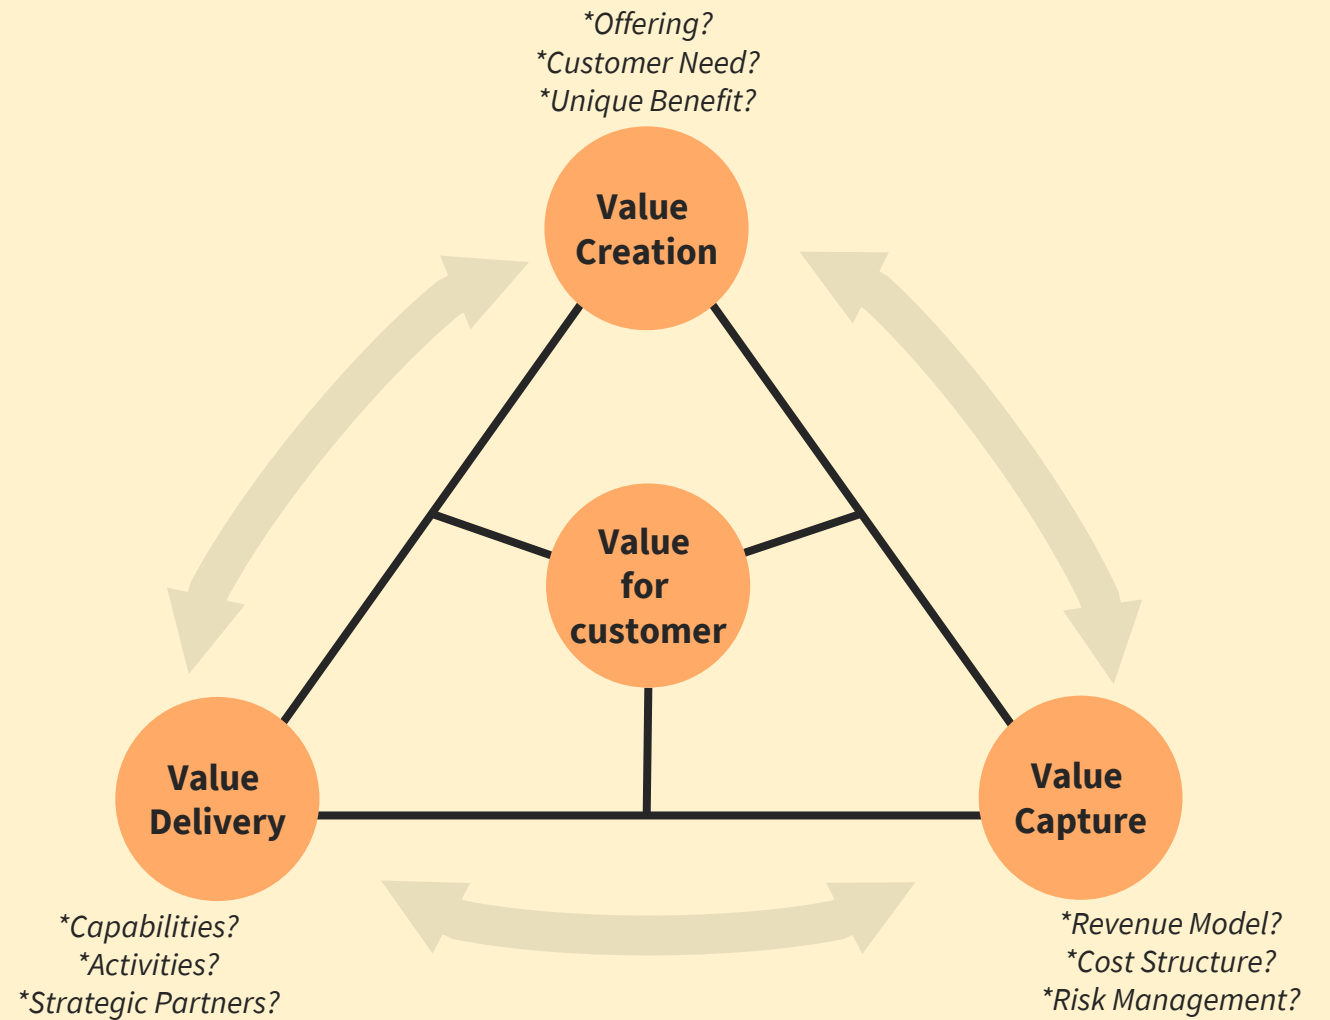 *Offering?
*Customer Need?
*Unique Benefit?
Value
Creation
Value
for
customer
Value
Delivery
Value
Capture
*Capabilities?
*Activities?
*Strategic Partners?
*Revenue Model?
*Cost Structure?
*Risk Management?